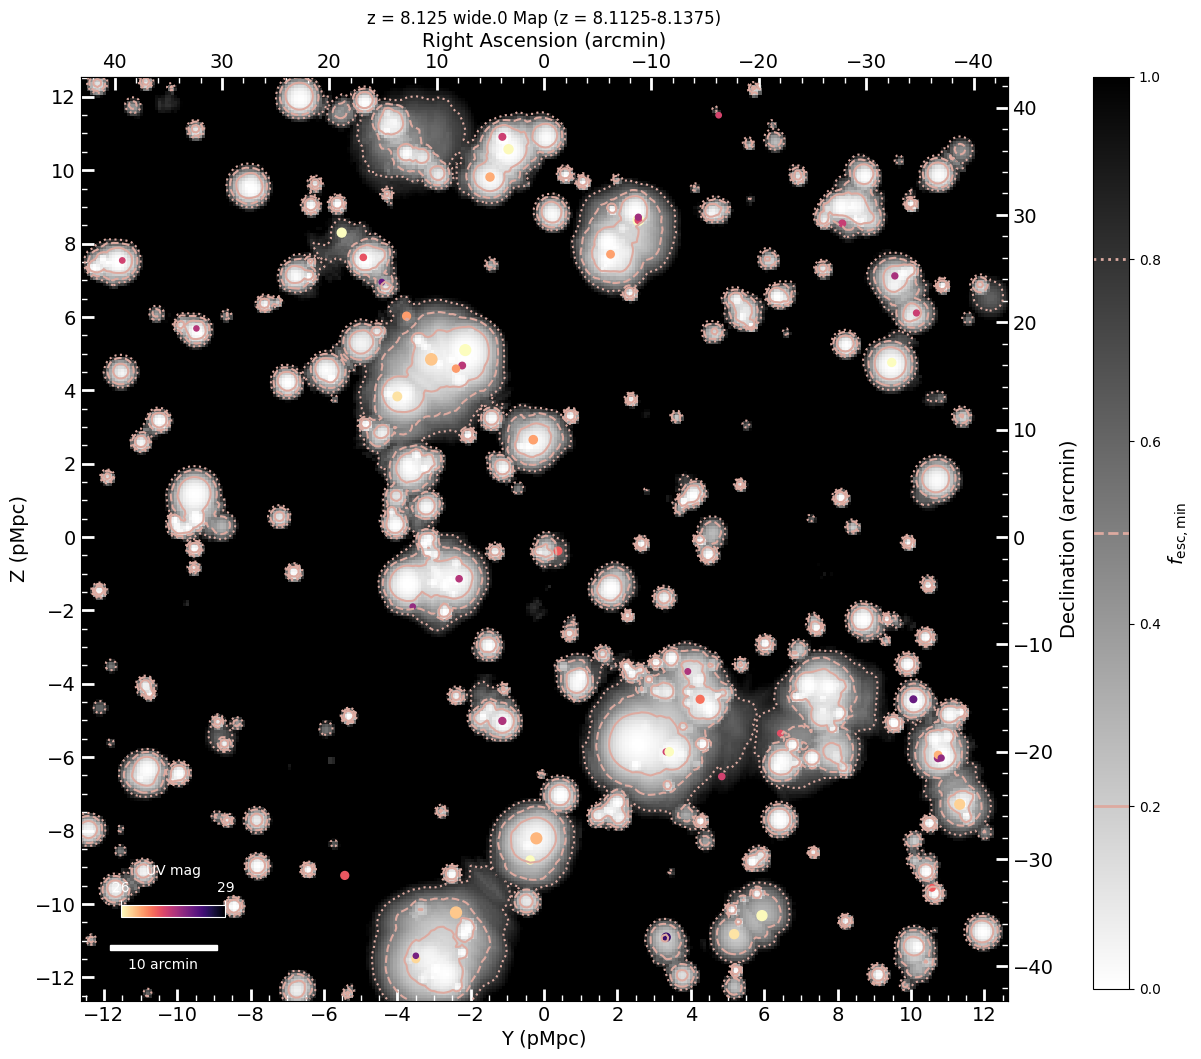 z = 8.125 wide.0 Map (z = 8.1125-8.1375)
Right Ascension (arcmin)
40 30 20 10 0 −10 −20 −30 −40
12 10 8 6 4 2 0 −2 −4 −6 −8 −10 −12
Z (pMpc)
40 30 20 10 0 −10 −20 −30 −40
Declination (arcmin)
UV mag
26 29
10 arcmin
−12 −10 −8 −6 −4 −2 0 2 4 6 8 10 12
Y (pMpc)
1.0
0.8
0.6
0.4
0.2
0.0
fesc,min